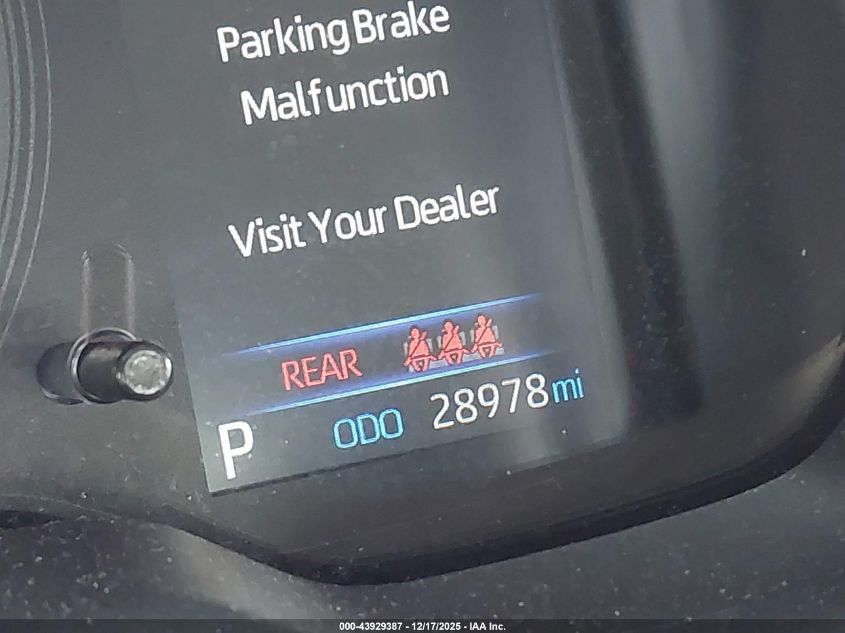 Parking Brake
Malfunction
Visit Your Dealer
REAR
P ODO 28978 mi
000-43929387 - 12/17/2025 - IAA Inc.